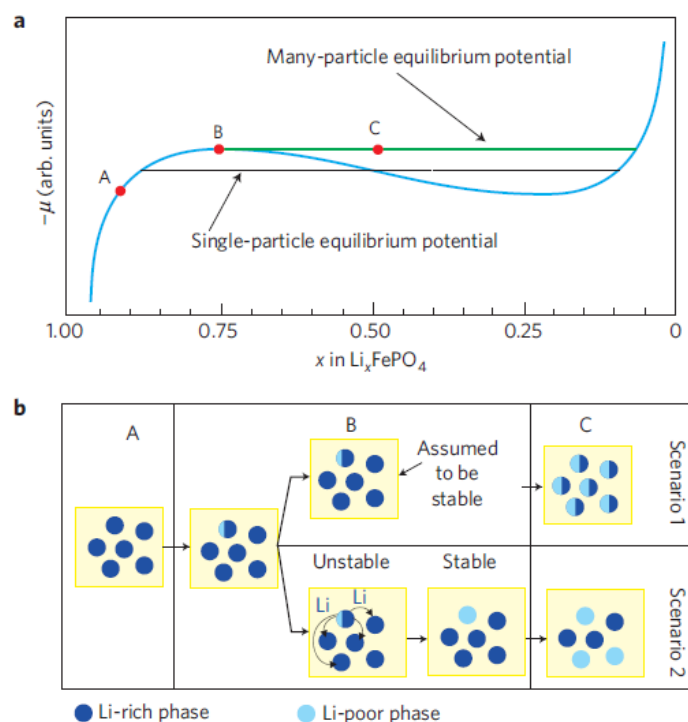 a
Many-particle equilibrium potential
B
C
A
Single-particle equilibrium potential
−μ (arb. units)
1.00
0.75
0.50
0.25
0
x in LiₓFePO₄
b
A
B
C
Assumed
to be
stable
Scenario 1
Unstable
Stable
Li
Li
Scenario 2
Li-rich phase
Li-poor phase